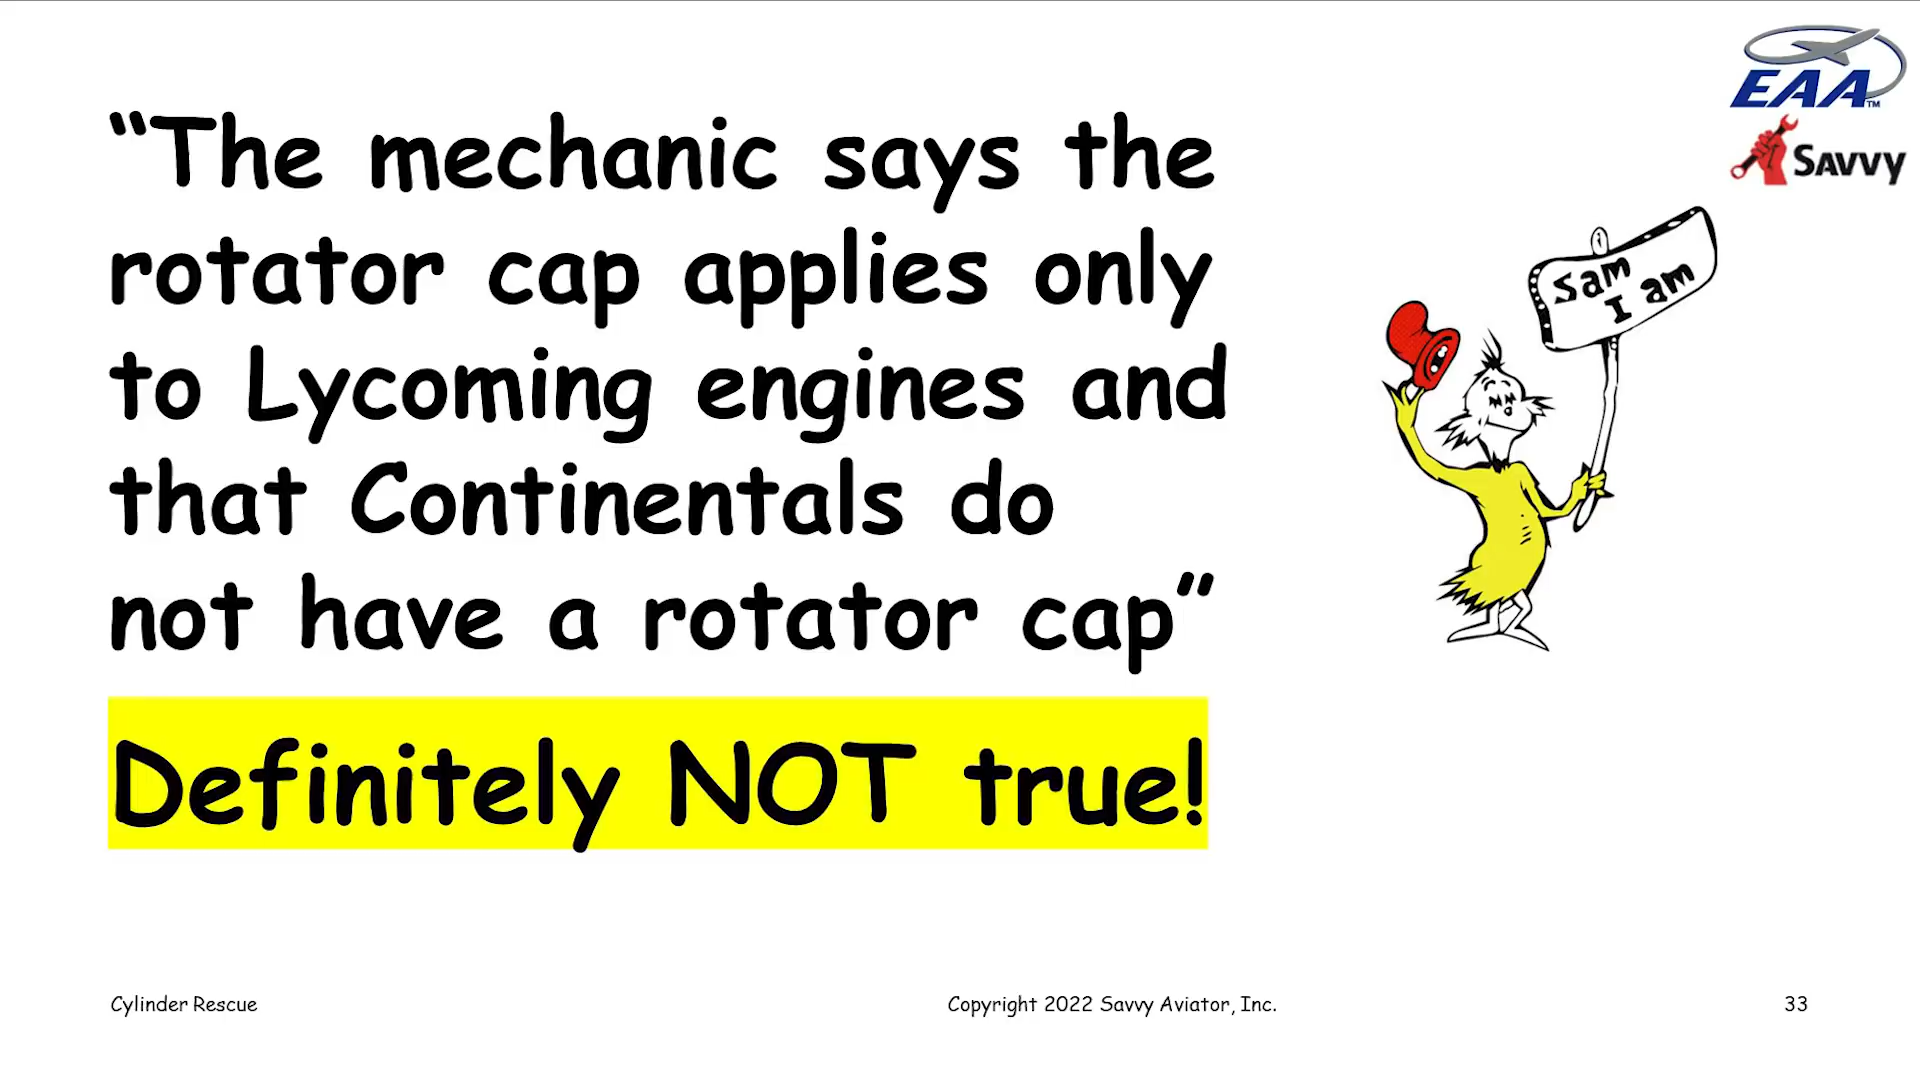 EAA™
SAVVY
“The mechanic says the
rotator cap applies only
to Lycoming engines and
that Continentals do
not have a rotator cap”
Definitely NOT true!
Sam
I am
Cylinder Rescue
Copyright 2022 Savvy Aviator, Inc.
33